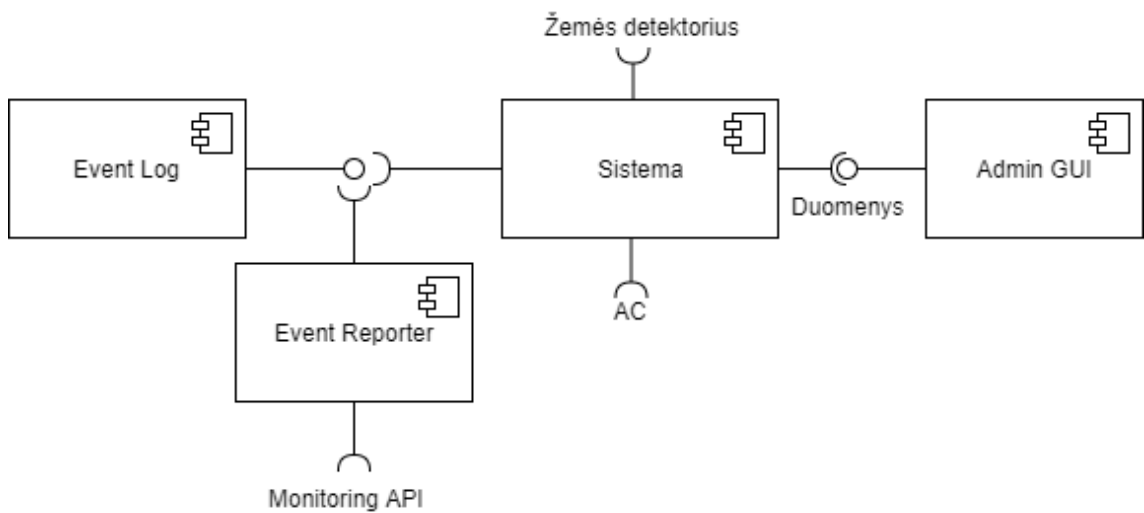 Žemės detektorius
Event Log
Sistema
Admin GUI
Duomenys
AC
Event Reporter
Monitoring API